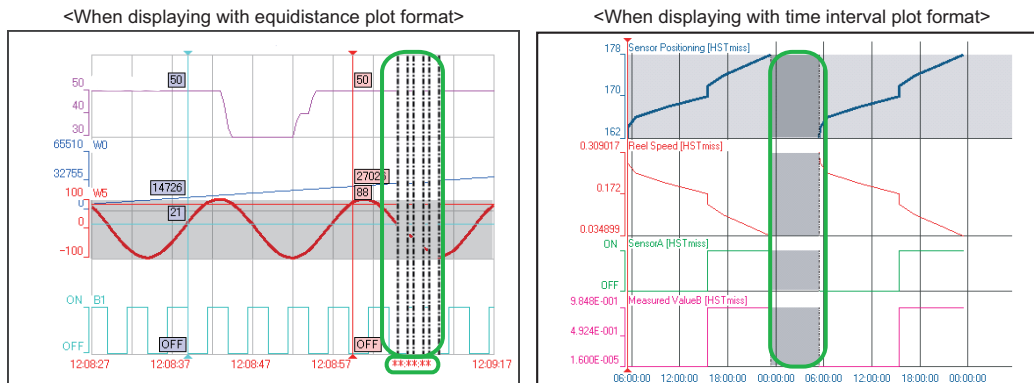 <When displaying with equidistance plot format>
50
40
30
65510
W0
32755
0
100
W5
0
-100
ON
B1
OFF
50
14726
21
OFF
50
27026
88
OFF
12:08:27
12:08:37
12:08:47
12:08:57
**:**:**
12:09:17
<When displaying with time interval plot format>
178
Sensor Positioning [HSTmiss]
170
162
0.309017
Reel Speed [HSTmiss]
0.172
0.034899
ON
SensorA [HSTmiss]
OFF
9.848E-001
Measured ValueB [HSTmiss]
4.924E-001
1.600E-005
06:00:00
12:00:00
00:00:00
6:00:00
12:00:00
00:00:00
06:00:00
00:00:00